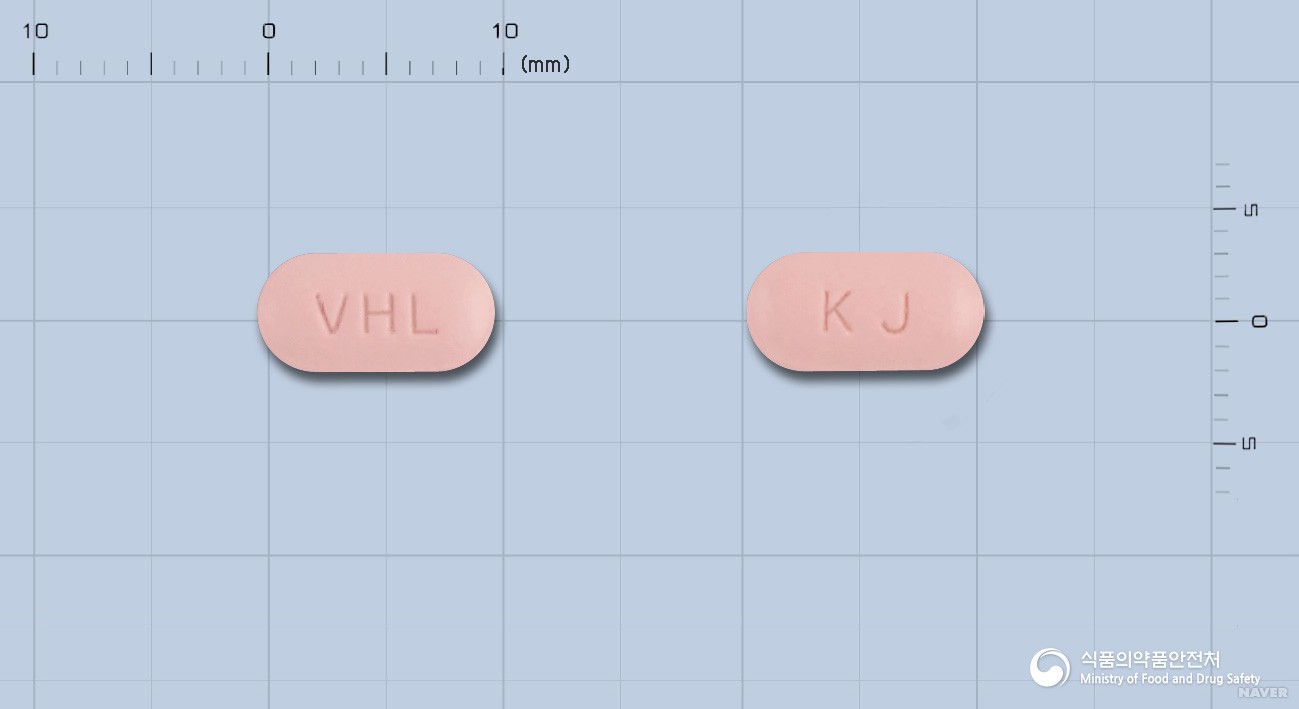 10 0 10
(mm)
5
VHL
K J
0
5
식품의약품안전처
Ministry of Food and Drug Safety
NAVER